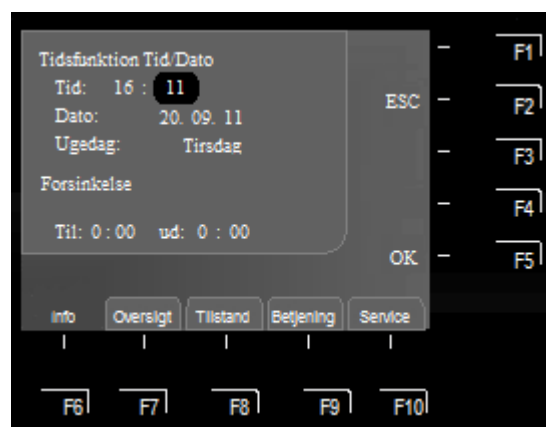 Tidsfunktion Tid/Dato
Tid: 16 : 11
Dato: 20. 09. 11
Ugedag: Tirsdag
Forsinkelse
Til: 0 : 00 ud: 0 : 00
F1
ESC F2
F3
F4
OK F5
Info Oversigt Tilstand Betjening Service
F6 F7 F8 F9 F10